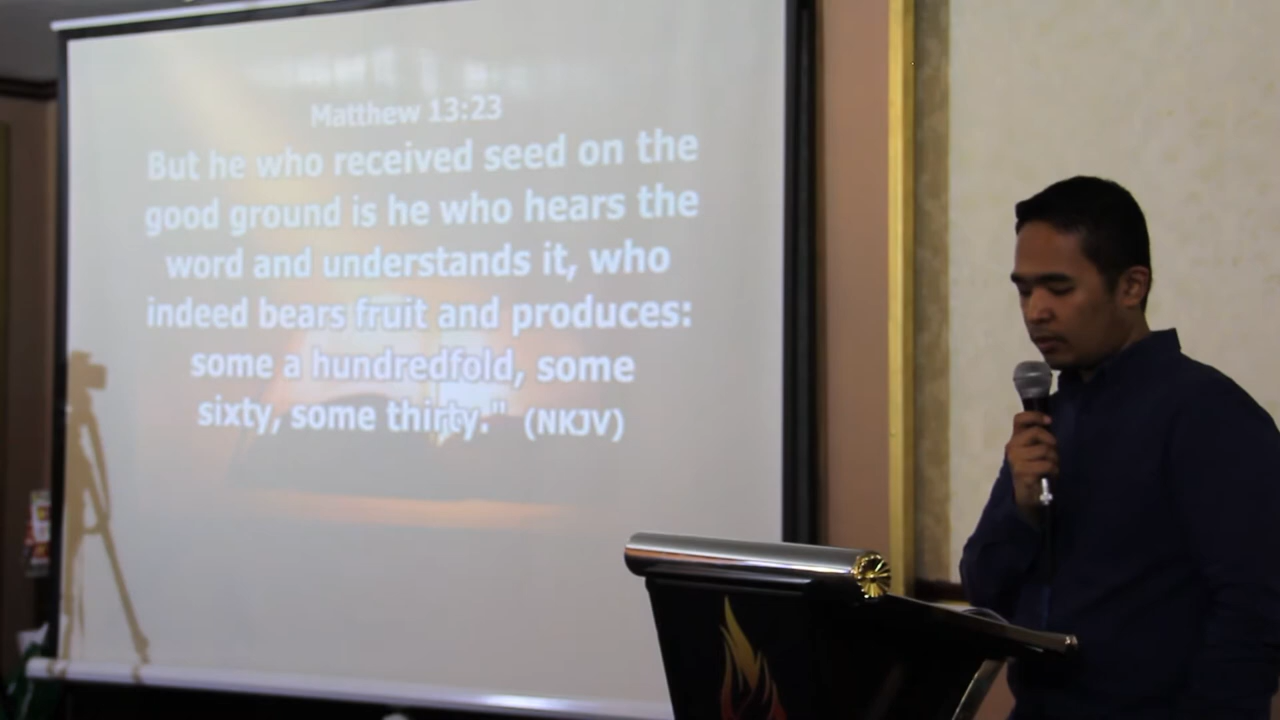 Matthew 13:23
But he who received seed on the
good ground is he who hears the
word and understands it, who
indeed bears fruit and produces:
some a hundredfold, some
sixty, some thirty." (NKJV)